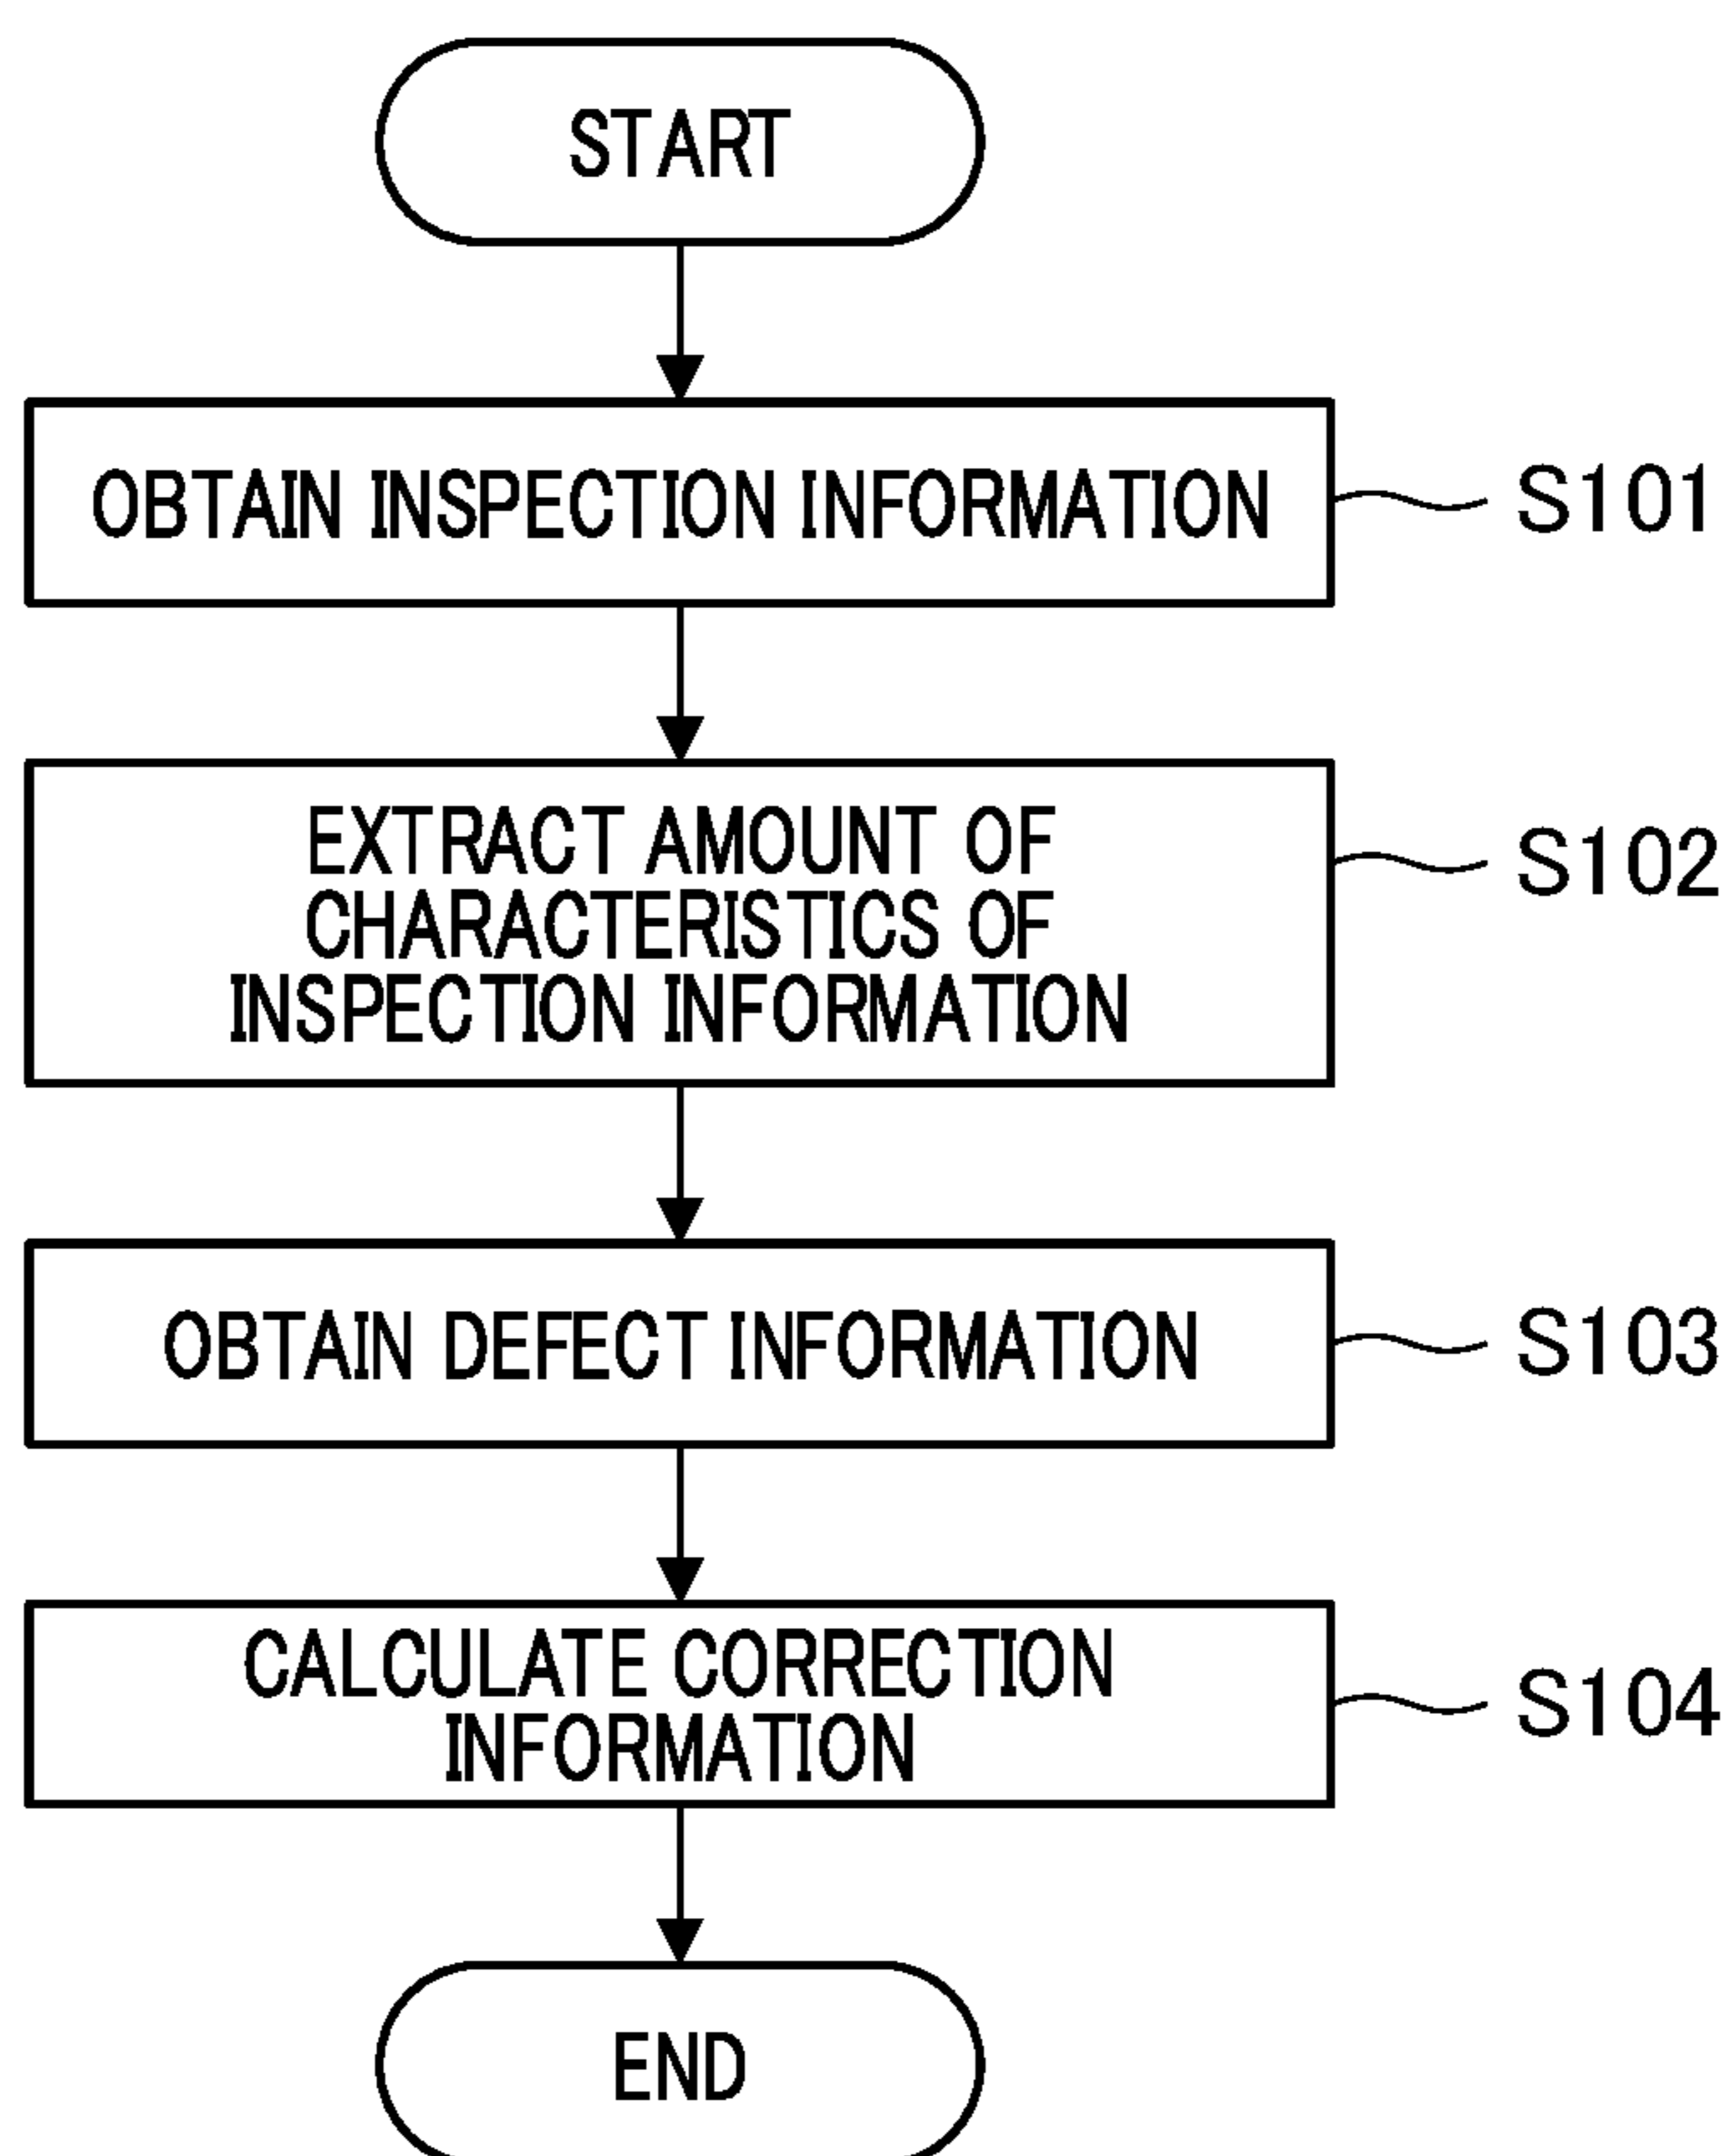 START
OBTAIN INSPECTION INFORMATION
S101
EXTRACT AMOUNT OF
CHARACTERISTICS OF
INSPECTION INFORMATION
S102
OBTAIN DEFECT INFORMATION
S103
CALCULATE CORRECTION
INFORMATION
S104
END